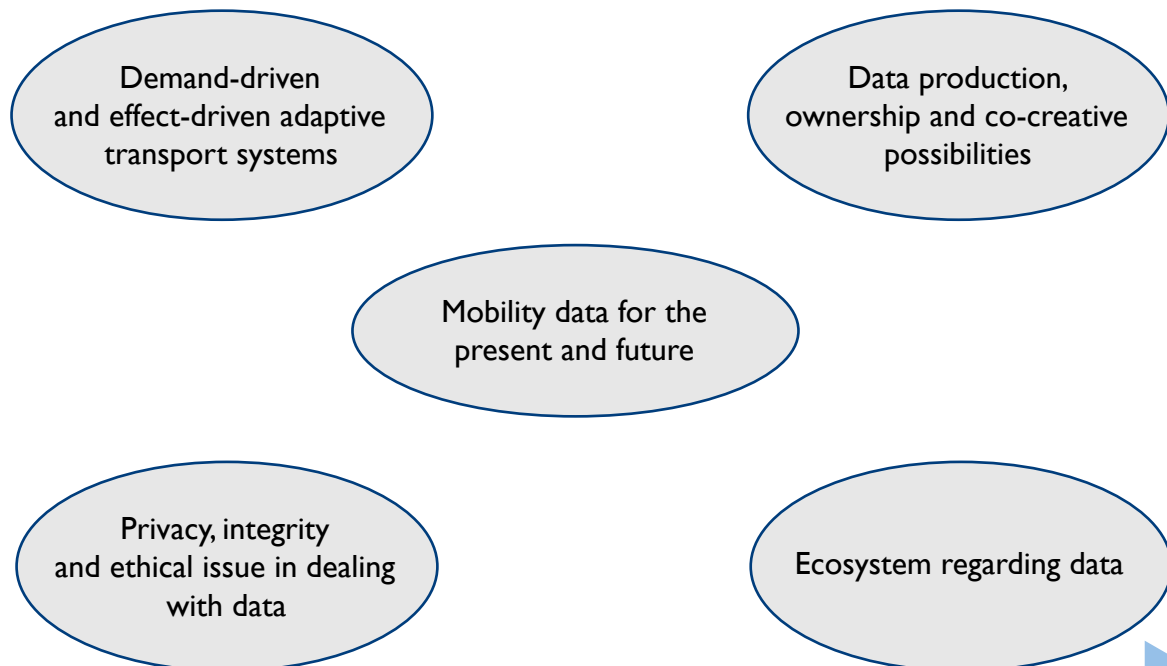 Demand-driven
and effect-driven adaptive
transport systems
Data production,
ownership and co-creative
possibilities
Mobility data for the
present and future
Privacy, integrity
and ethical issue in dealing
with data
Ecosystem regarding data